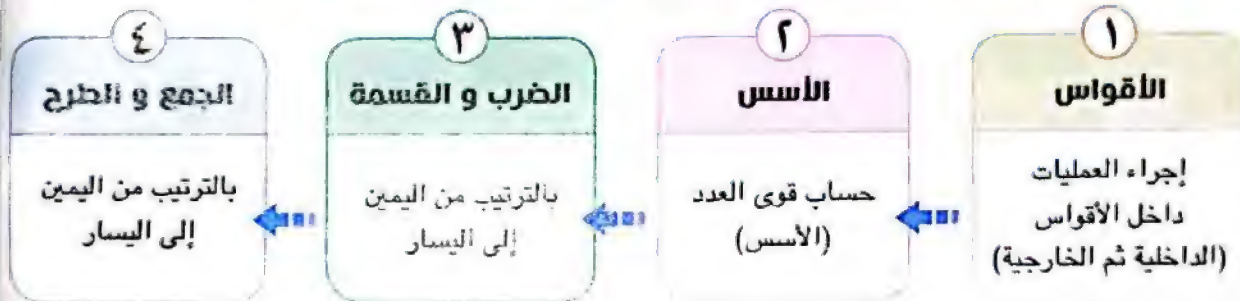 ١
الأقواس
إجراء العمليات
داخل الأقواس
(الداخلية ثم الخارجية)
٢
الأسس
حساب قوى العدد
(الأسس)
٣
الضرب و القسمة
بالترتيب من اليمين
إلى اليسار
٤
الجمع و الطرح
بالترتيب من اليمين
إلى اليسار